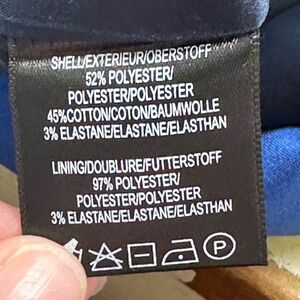 SHELL/EXTERIEUR/OBERSTOFF
52% POLYESTER/
POLYESTER/POLYESTER
45%COTTON/COTON/BAUMWOLLE
3% ELASTANE/ELASTANE/ELASTHAN
LINING/DOUBLURE/FUTTERSTOFF
97% POLYESTER/
POLYESTER/POLYESTER
3% ELASTANE/ELASTANE/ELASTHAN
P